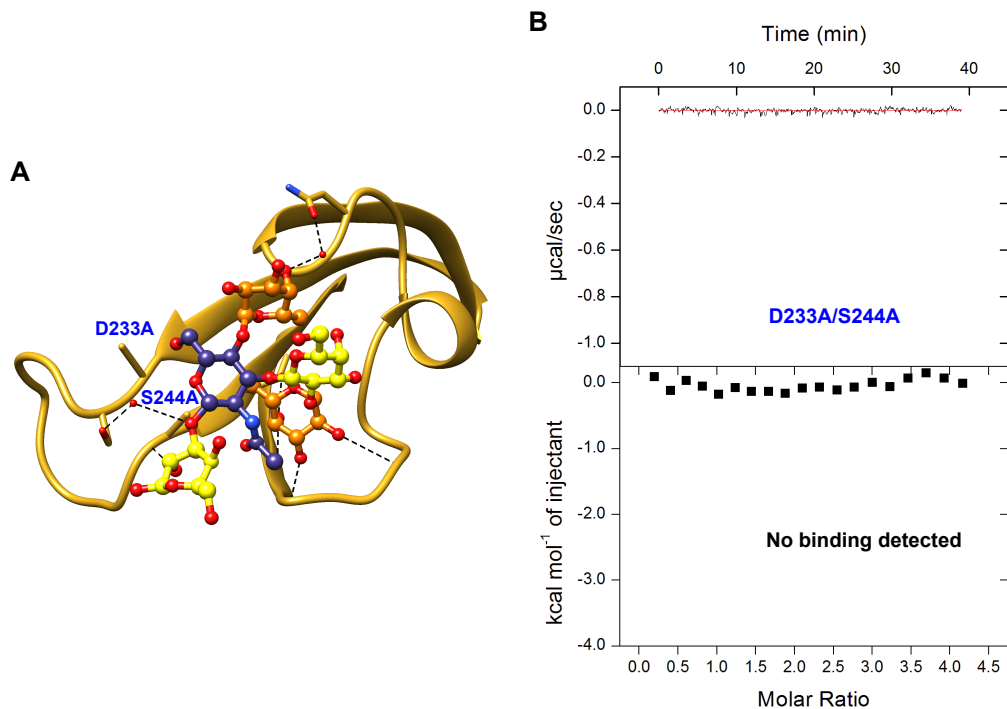 A
D233A
S244A
B
Time (min)
0 10 20 30 40
0.0
-0.2
-0.4
-0.6
-0.8
-1.0
µcal/sec
D233A/S244A
0.0
-1.0
-2.0
-3.0
-4.0
kcal mol⁻¹ of injectant
No binding detected
0.0 0.5 1.0 1.5 2.0 2.5 3.0 3.5 4.0 4.5
Molar Ratio